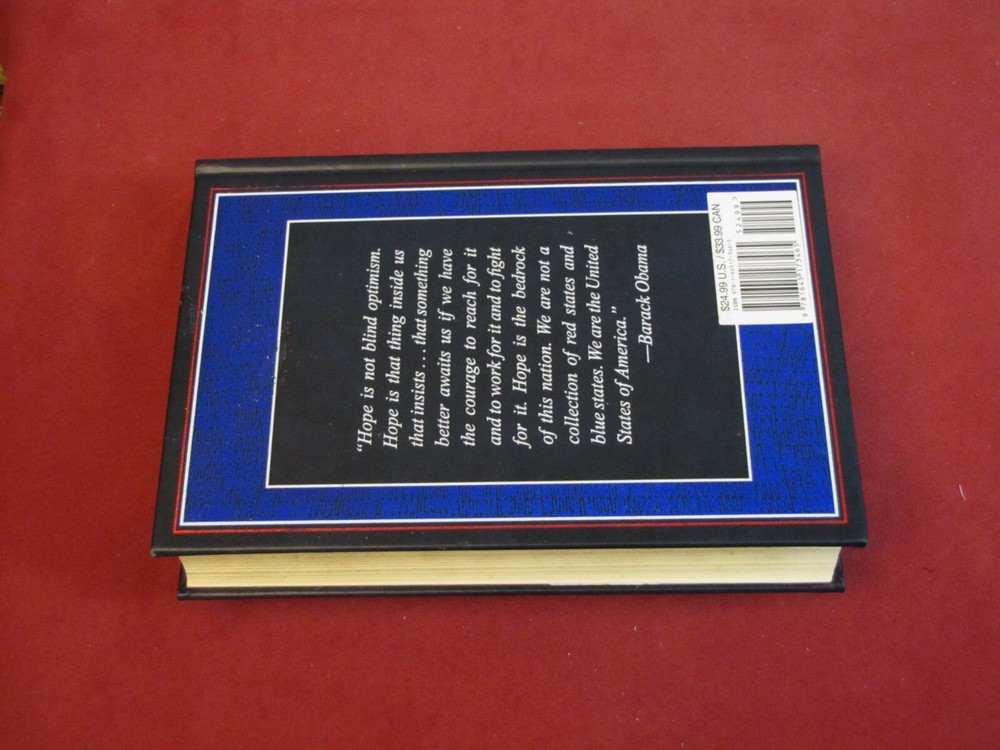 “Hope is not blind optimism.
Hope is that thing inside us
that insists . . . that something
better awaits us if we have
the courage to reach for it
and to work for it and to fight
for it. Hope is the bedrock
of this nation. We are not a
collection of red states and
blue states. We are the United
States of America.”
—Barack Obama
$24.99 U.S. / $33.99 CAN